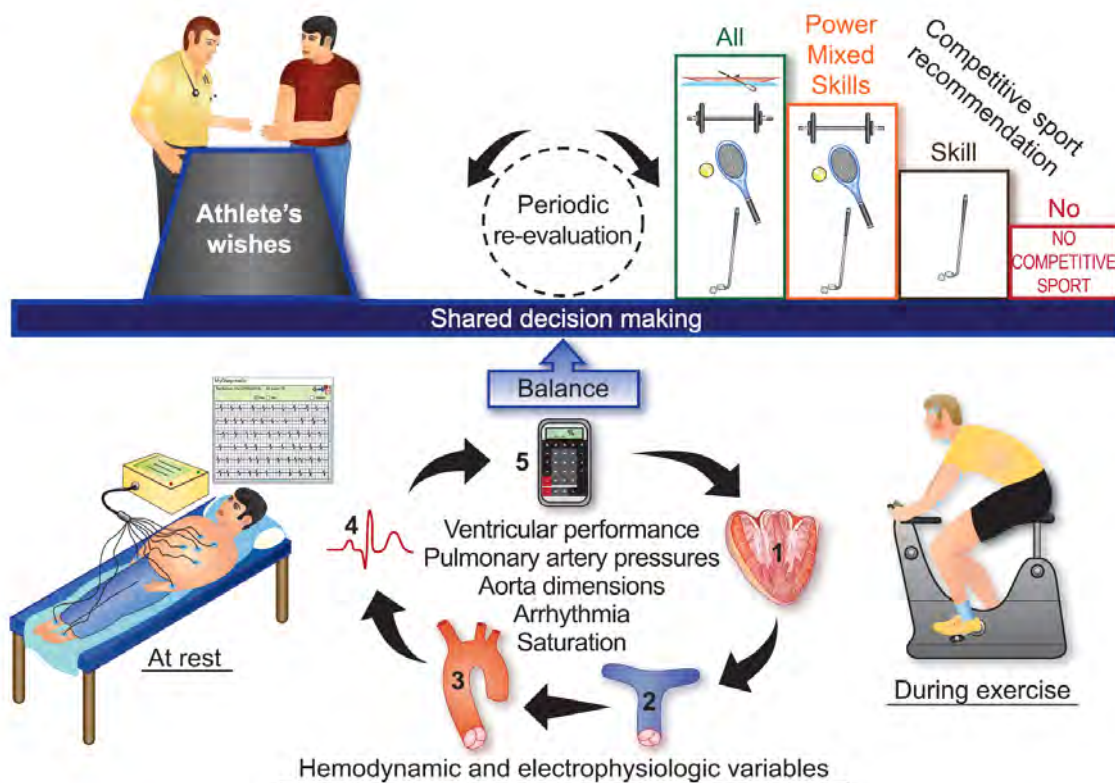 All
Power
Mixed
Skills
Competitive sport
recommendation
Skill
No
NO
COMPETITIVE
SPORT
Athlete's
wishes
Periodic
re-evaluation
Shared decision making
Balance
5
4
1
Ventricular performance
Pulmonary artery pressures
Aorta dimensions
Arrhythmia
Saturation
3
2
At rest
During exercise
Hemodynamic and electrophysiologic variables